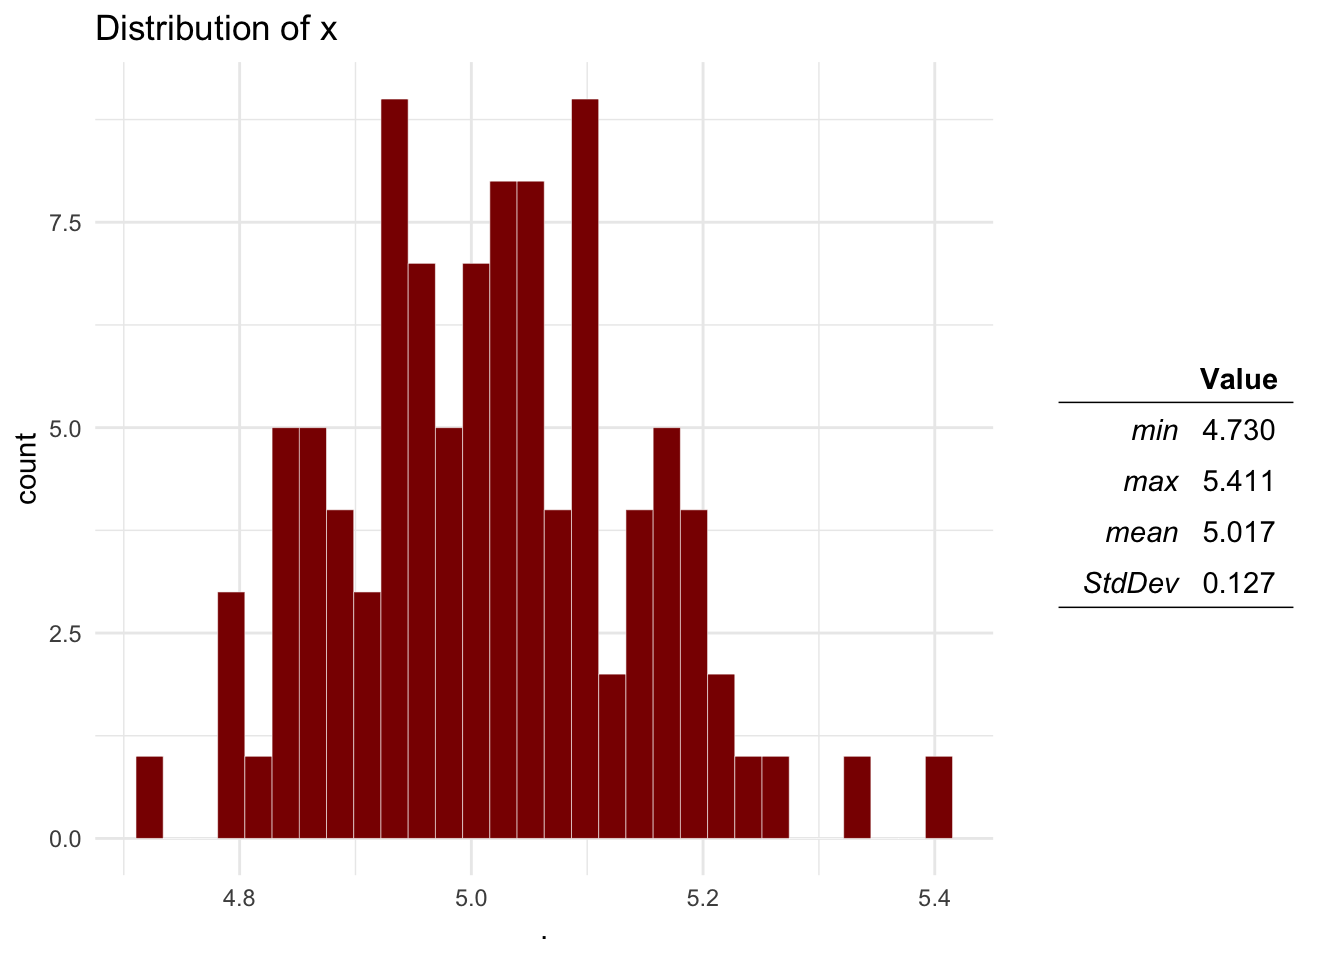 Distribution of x
7.5
5.0
2.5
0.0
count
4.8 5.0 5.2 5.4
.
Value
min 4.730
max 5.411
mean 5.017
StdDev 0.127